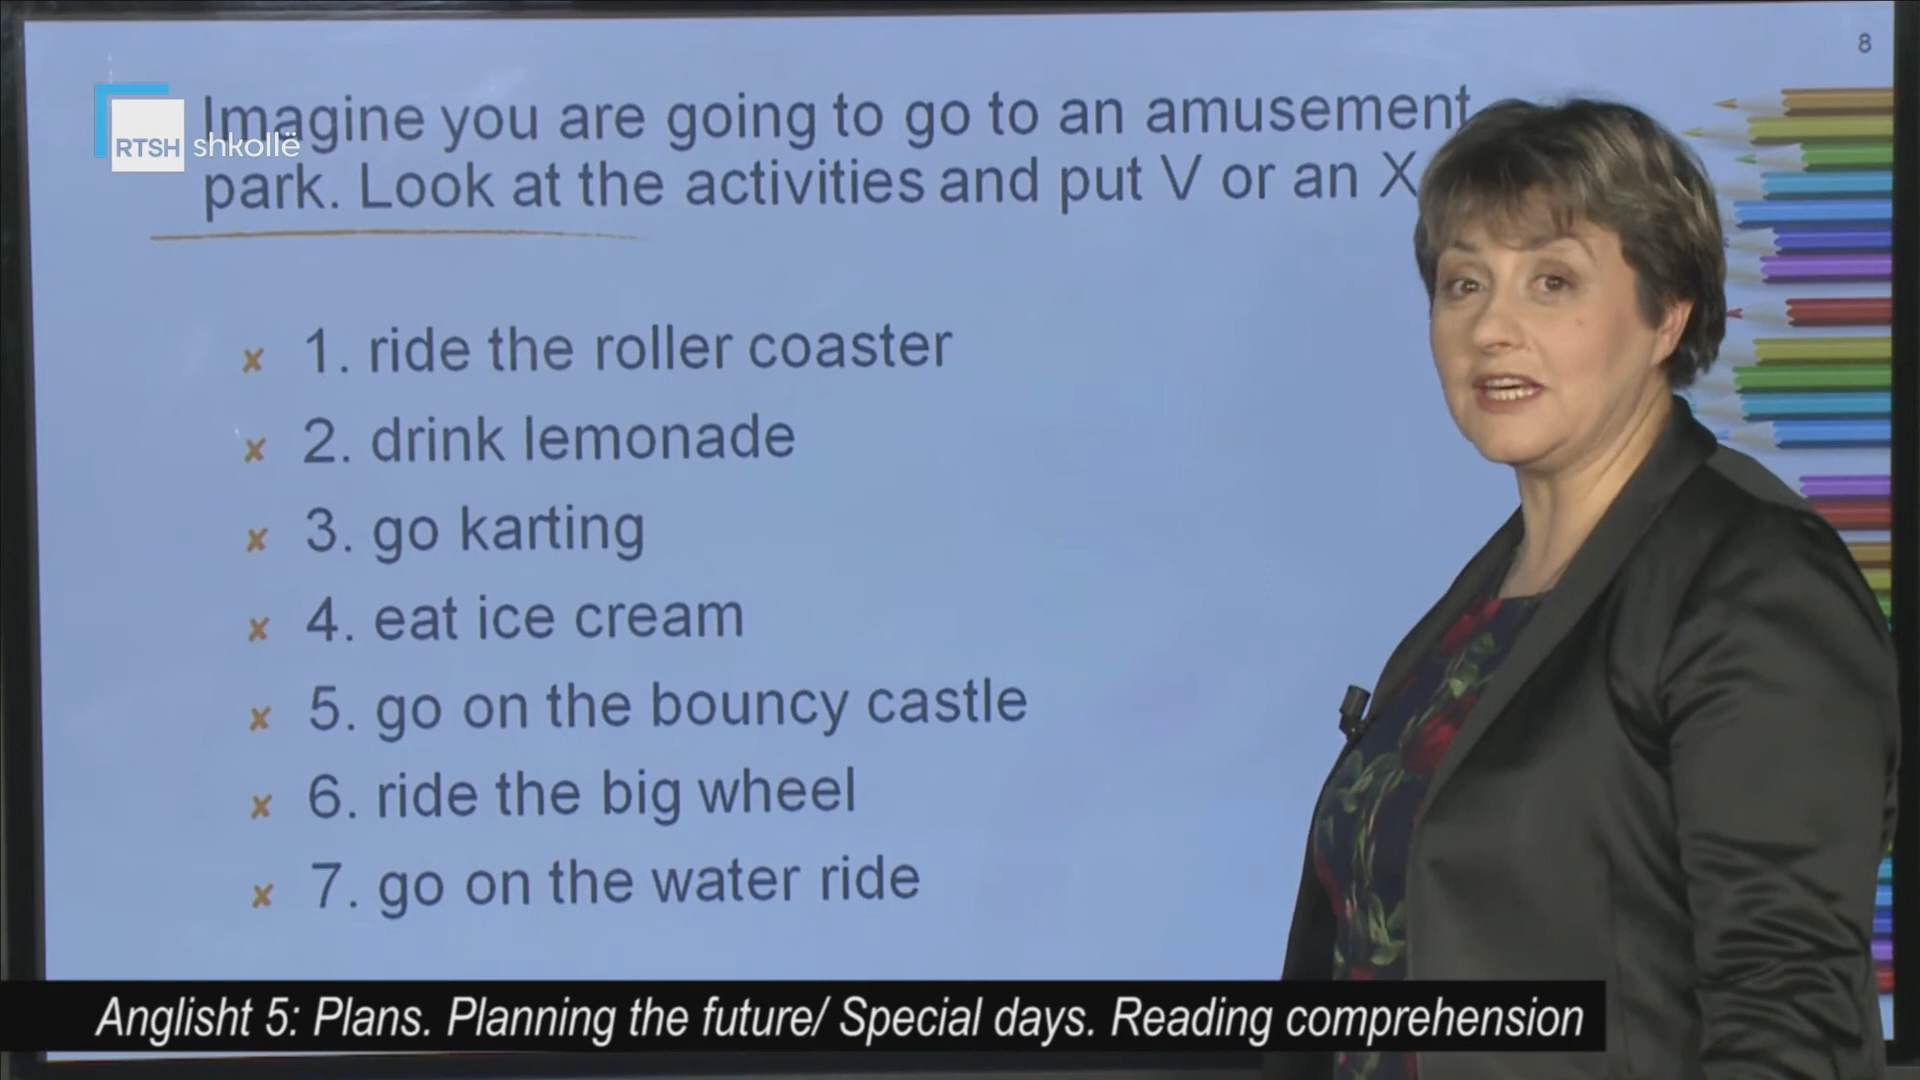 8
Imagine you are going to go to an amusement
park. Look at the activities and put V or an X
RTSH shkollë
x 1. ride the roller coaster
x 2. drink lemonade
x 3. go karting
x 4. eat ice cream
x 5. go on the bouncy castle
x 6. ride the big wheel
x 7. go on the water ride
Anglisht 5: Plans. Planning the future/ Special days. Reading comprehension